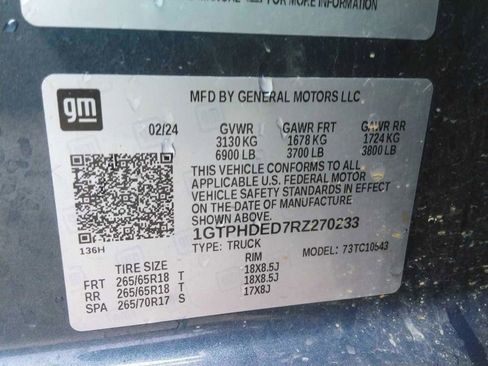 FOR MORE INFORMATION
gm
MFD BY GENERAL MOTORS LLC
02/24 GVWR GAWR FRT GAWR RR
3130 KG 1678 KG 1724 KG
6900 LB 3700 LB 3800 LB
THIS VEHICLE CONFORMS TO ALL
APPLICABLE U.S. FEDERAL MOTOR
VEHICLE SAFETY STANDARDS IN EFFECT
ON THE DATE OF MANUFACTURE
SHOWN ABOVE.
1GTPHDED7RZ270233
136H
TYPE: TRUCK MODEL: 73TC10543
TIRE SIZE RIM
FRT 265/65R18 T 18X8.5J
RR 265/65R18 T 18X8.5J
SPA 265/70R17 S 17X8J